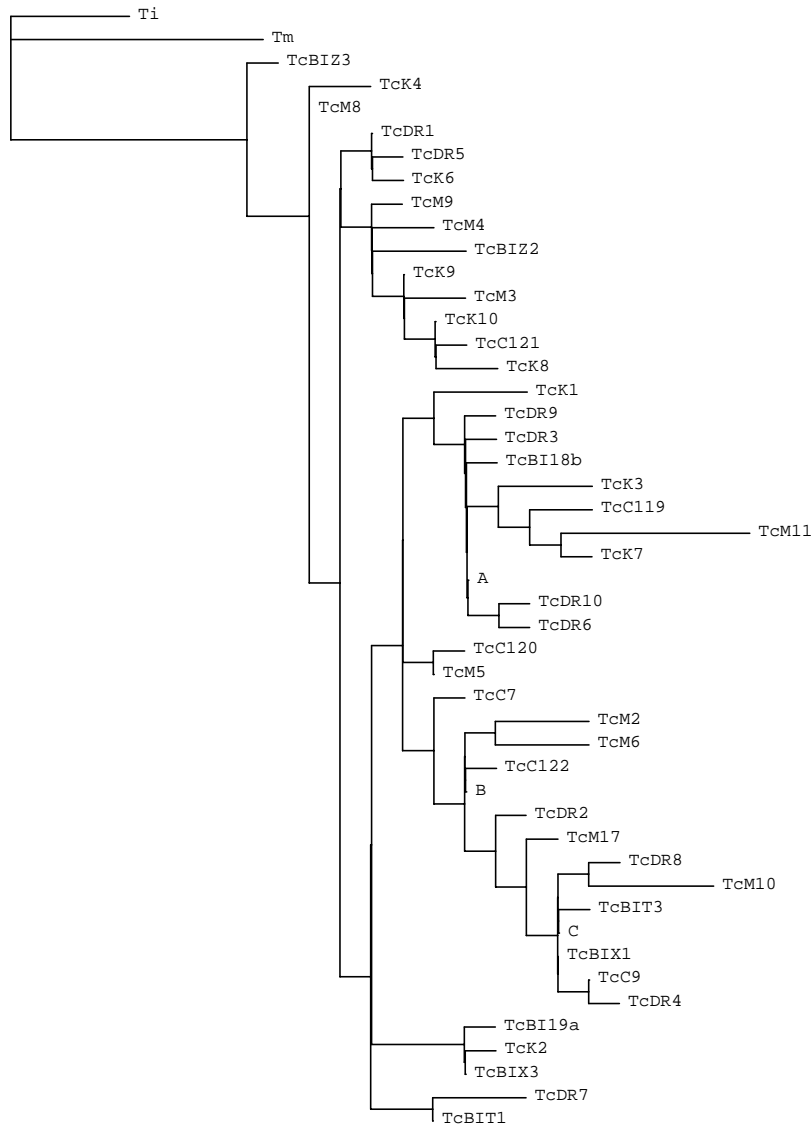 Ti
Tm
TcBIZ3
TcK4
TcM8
TcDR1
TcDR5
TcK6
TcM9
TcM4
TcBIZ2
TcK9
TcM3
TcK10
TcC121
TcK8
TcK1
TcDR9
TcDR3
TcBI18b
TcK3
TcC119
TcM11
TcK7
A
TcDR10
TcDR6
TcC120
TcM5
TcC7
TcM2
TcM6
TcC122
B
TcDR2
TcM17
TcDR8
TcM10
TcBIT3
C
TcBIX1
TcC9
TcDR4
TcBI19a
TcK2
TcBIX3
TcDR7
TcBIT1